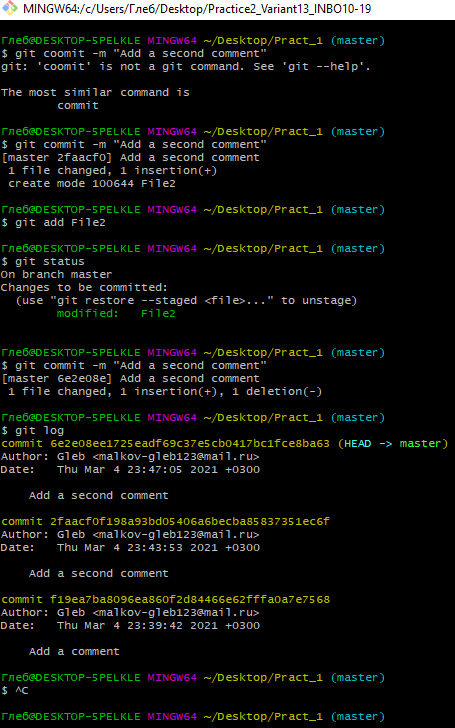 MINGW64:/c/Users/Глеб/Desktop/Practice2_Variant13_INBO10-19
Глеб@DESKTOP-5PELKLE MINGW64 ~/Desktop/Pract_1 (master)
$ git coomit -m "Add a second comment"
git: 'coomit' is not a git command. See 'git --help'.
The most similar command is
commit
Глеб@DESKTOP-5PELKLE MINGW64 ~/Desktop/Pract_1 (master)
$ git commit -m "Add a second comment"
[master 2faacf0] Add a second comment
1 file changed, 1 insertion(+)
create mode 100644 File2
Глеб@DESKTOP-5PELKLE MINGW64 ~/Desktop/Pract_1 (master)
$ git add File2
Глеб@DESKTOP-5PELKLE MINGW64 ~/Desktop/Pract_1 (master)
$ git status
On branch master
Changes to be committed:
(use "git restore --staged <file>..." to unstage)
modified:   File2
Глеб@DESKTOP-5PELKLE MINGW64 ~/Desktop/Pract_1 (master)
$ git commit -m "Add a second comment"
[master 6e2e08e] Add a second comment
1 file changed, 1 insertion(+), 1 deletion(-)
Глеб@DESKTOP-5PELKLE MINGW64 ~/Desktop/Pract_1 (master)
$ git log
commit 6e2e08ee1725eadf69c37e5cb0417bc1fce8ba63 (HEAD -> master)
Author: Gleb <malkov-gleb123@mail.ru>
Date:   Thu Mar 4 23:47:05 2021 +0300
Add a second comment
commit 2faacf0f198a93bd05406a6becba85837351ec6f
Author: Gleb <malkov-gleb123@mail.ru>
Date:   Thu Mar 4 23:43:53 2021 +0300
Add a second comment
commit f19ea7ba8096ea860f2d84466e62fffa0a7e7568
Author: Gleb <malkov-gleb123@mail.ru>
Date:   Thu Mar 4 23:39:42 2021 +0300
Add a comment
Глеб@DESKTOP-5PELKLE MINGW64 ~/Desktop/Pract_1 (master)
$ ^C
Глеб@DESKTOP-5PELKLE MINGW64 ~/Desktop/Pract_1 (master)